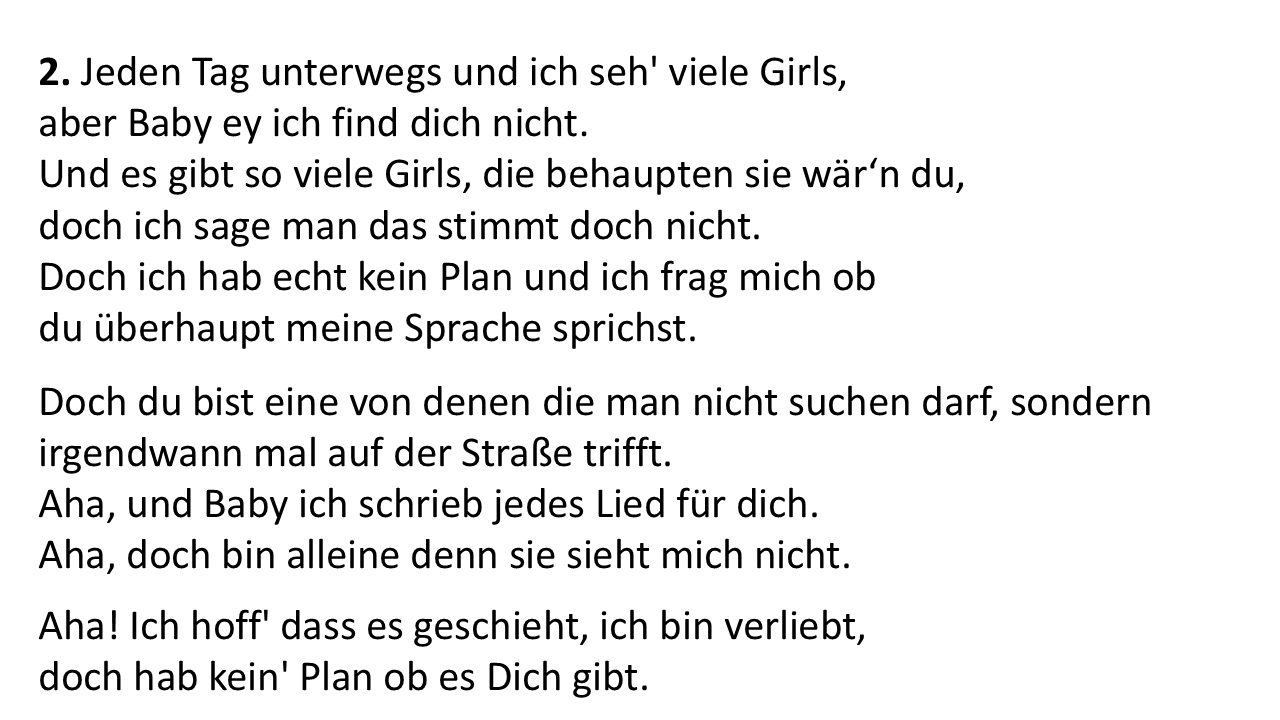 2. Jeden Tag unterwegs und ich seh' viele Girls,
aber Baby ey ich find dich nicht.
Und es gibt so viele Girls, die behaupten sie wär‘n du,
doch ich sage man das stimmt doch nicht.
Doch ich hab echt kein Plan und ich frag mich ob
du überhaupt meine Sprache sprichst.
Doch du bist eine von denen die man nicht suchen darf, sondern
irgendwann mal auf der Straße trifft.
Aha, und Baby ich schrieb jedes Lied für dich.
Aha, doch bin alleine denn sie sieht mich nicht.
Aha! Ich hoff' dass es geschieht, ich bin verliebt,
doch hab kein' Plan ob es Dich gibt.